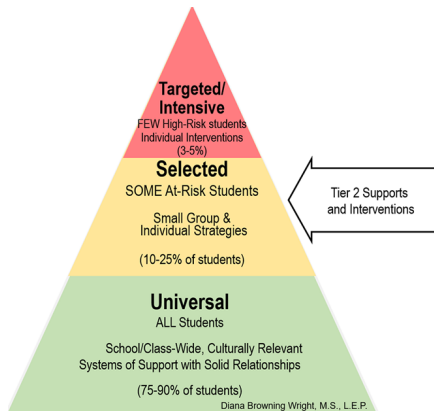 Targeted/
Intensive
FEW High-Risk students
Individual Interventions
(3-5%)
Selected
SOME At-Risk Students
Small Group &
Individual Strategies
(10-25% of students)
Tier 2 Supports
and Interventions
Universal
ALL Students
School/Class-Wide, Culturally Relevant
Systems of Support with Solid Relationships
(75-90% of students)
Diana Browning Wright, M.S., L.E.P.